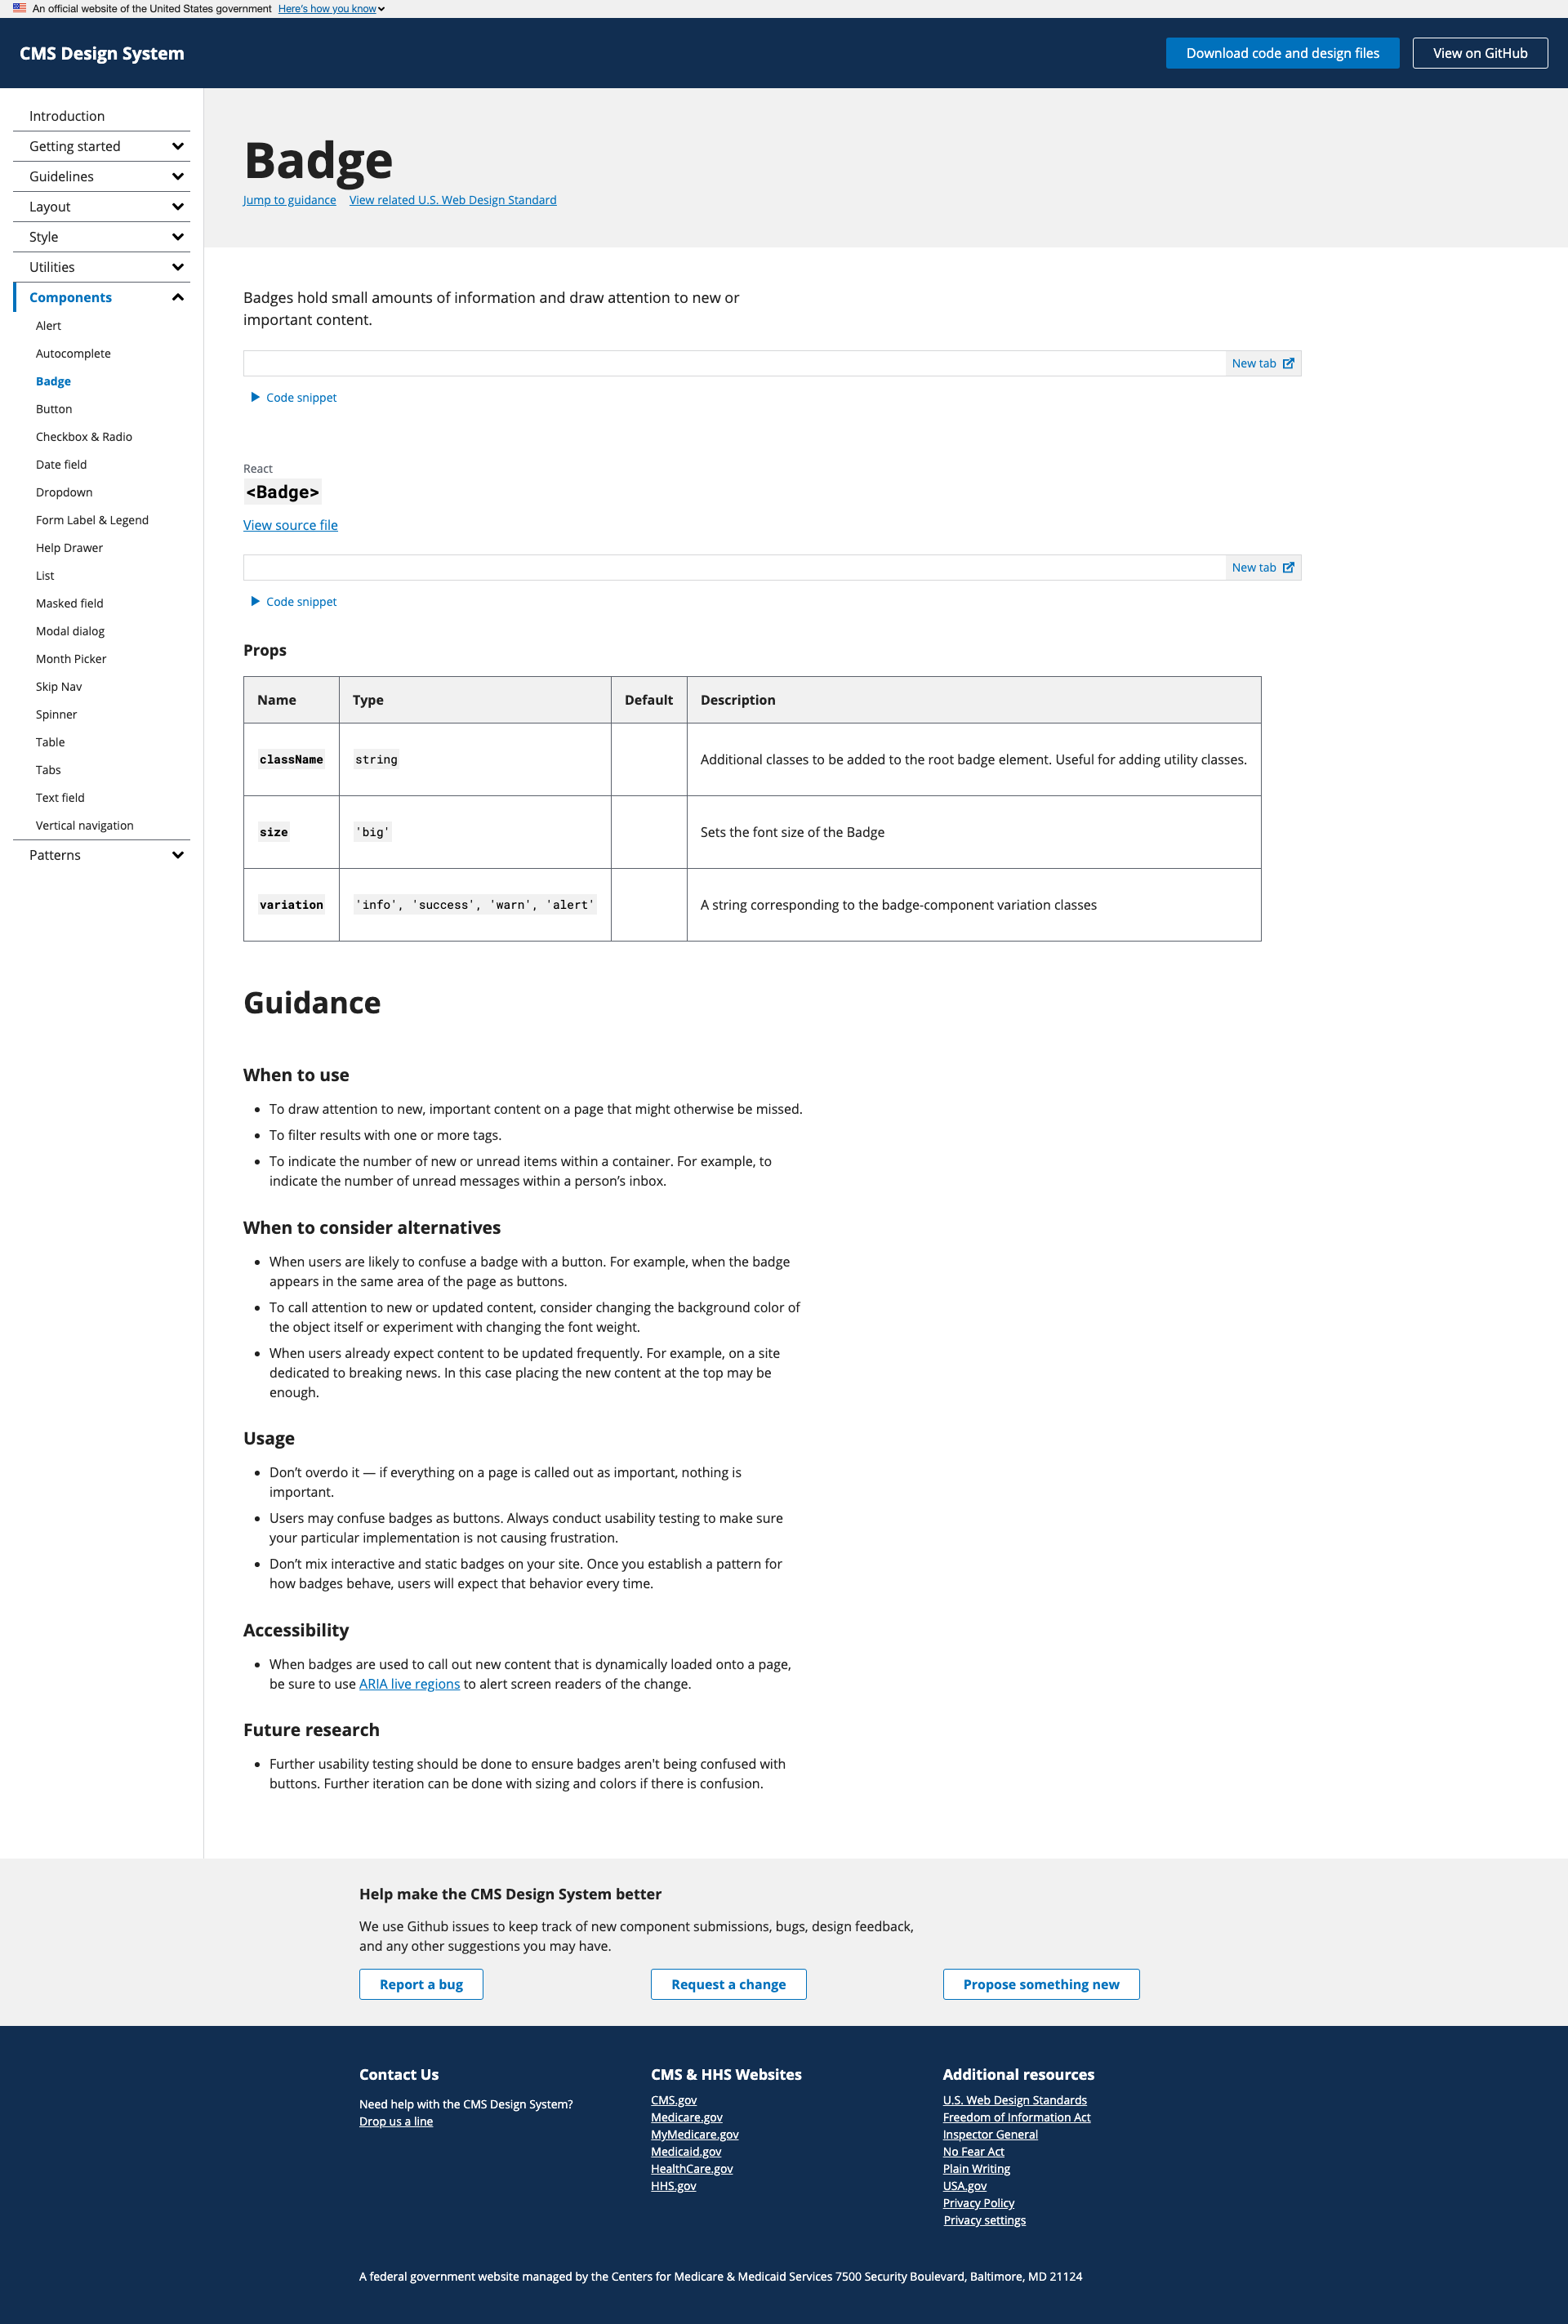 An official website of the United States government Here's how you know
CMS Design System
Download code and design files
View on GitHub
Introduction
Getting started
Guidelines
Layout
Style
Utilities
Components
Alert
Autocomplete
Badge
Button
Checkbox & Radio
Date field
Dropdown
Form Label & Legend
Help Drawer
List
Masked field
Modal dialog
Month Picker
Skip Nav
Spinner
Table
Tabs
Text field
Vertical navigation
Patterns
Badge
Jump to guidance View related U.S. Web Design Standard
Badges hold small amounts of information and draw attention to new or
important content.
New tab
Code snippet
React
<Badge>
View source file
New tab
Code snippet
Props
Name Type Default Description
className string Additional classes to be added to the root badge element. Useful for adding utility classes.
size 'big' Sets the font size of the Badge
variation 'info', 'success', 'warn', 'alert' A string corresponding to the badge-component variation classes
Guidance
When to use
• To draw attention to new, important content on a page that might otherwise be missed.
• To filter results with one or more tags.
• To indicate the number of new or unread items within a container. For example, to
indicate the number of unread messages within a person’s inbox.
When to consider alternatives
• When users are likely to confuse a badge with a button. For example, when the badge
appears in the same area of the page as buttons.
• To call attention to new or updated content, consider changing the background color of
the object itself or experiment with changing the font weight.
• When users already expect content to be updated frequently. For example, on a site
dedicated to breaking news. In this case placing the new content at the top may be
enough.
Usage
• Don’t overdo it — if everything on a page is called out as important, nothing is
important.
• Users may confuse badges as buttons. Always conduct usability testing to make sure
your particular implementation is not causing frustration.
• Don’t mix interactive and static badges on your site. Once you establish a pattern for
how badges behave, users will expect that behavior every time.
Accessibility
• When badges are used to call out new content that is dynamically loaded onto a page,
be sure to use ARIA live regions to alert screen readers of the change.
Future research
• Further usability testing should be done to ensure badges aren't being confused with
buttons. Further iteration can be done with sizing and colors if there is confusion.
Help make the CMS Design System better
We use Github issues to keep track of new component submissions, bugs, design feedback,
and any other suggestions you may have.
Report a bug
Request a change
Propose something new
Contact Us
Need help with the CMS Design System?
Drop us a line
CMS & HHS Websites
CMS.gov
Medicare.gov
MyMedicare.gov
Medicaid.gov
HealthCare.gov
HHS.gov
Additional resources
U.S. Web Design Standards
Freedom of Information Act
Inspector General
No Fear Act
Plain Writing
USA.gov
Privacy Policy
Privacy settings
A federal government website managed by the Centers for Medicare & Medicaid Services 7500 Security Boulevard, Baltimore, MD 21124